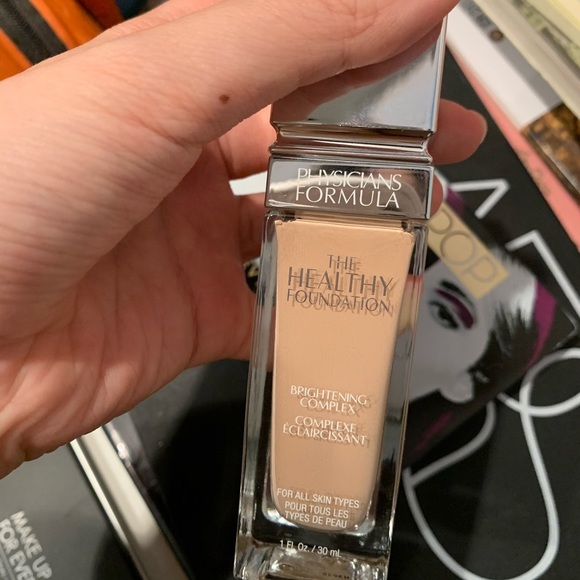 PHYSICIANS
FORMULA
THE
HEALTHY
FOUNDATION
BRIGHTENING
COMPLEX
COMPLEXE
ÉCLAIRCISSANT
FOR ALL SKIN TYPES
POUR TOUS LES
TYPES DE PEAU
1 FL Oz. / 30 ml
POP!
MAKE UP
FOR EVER